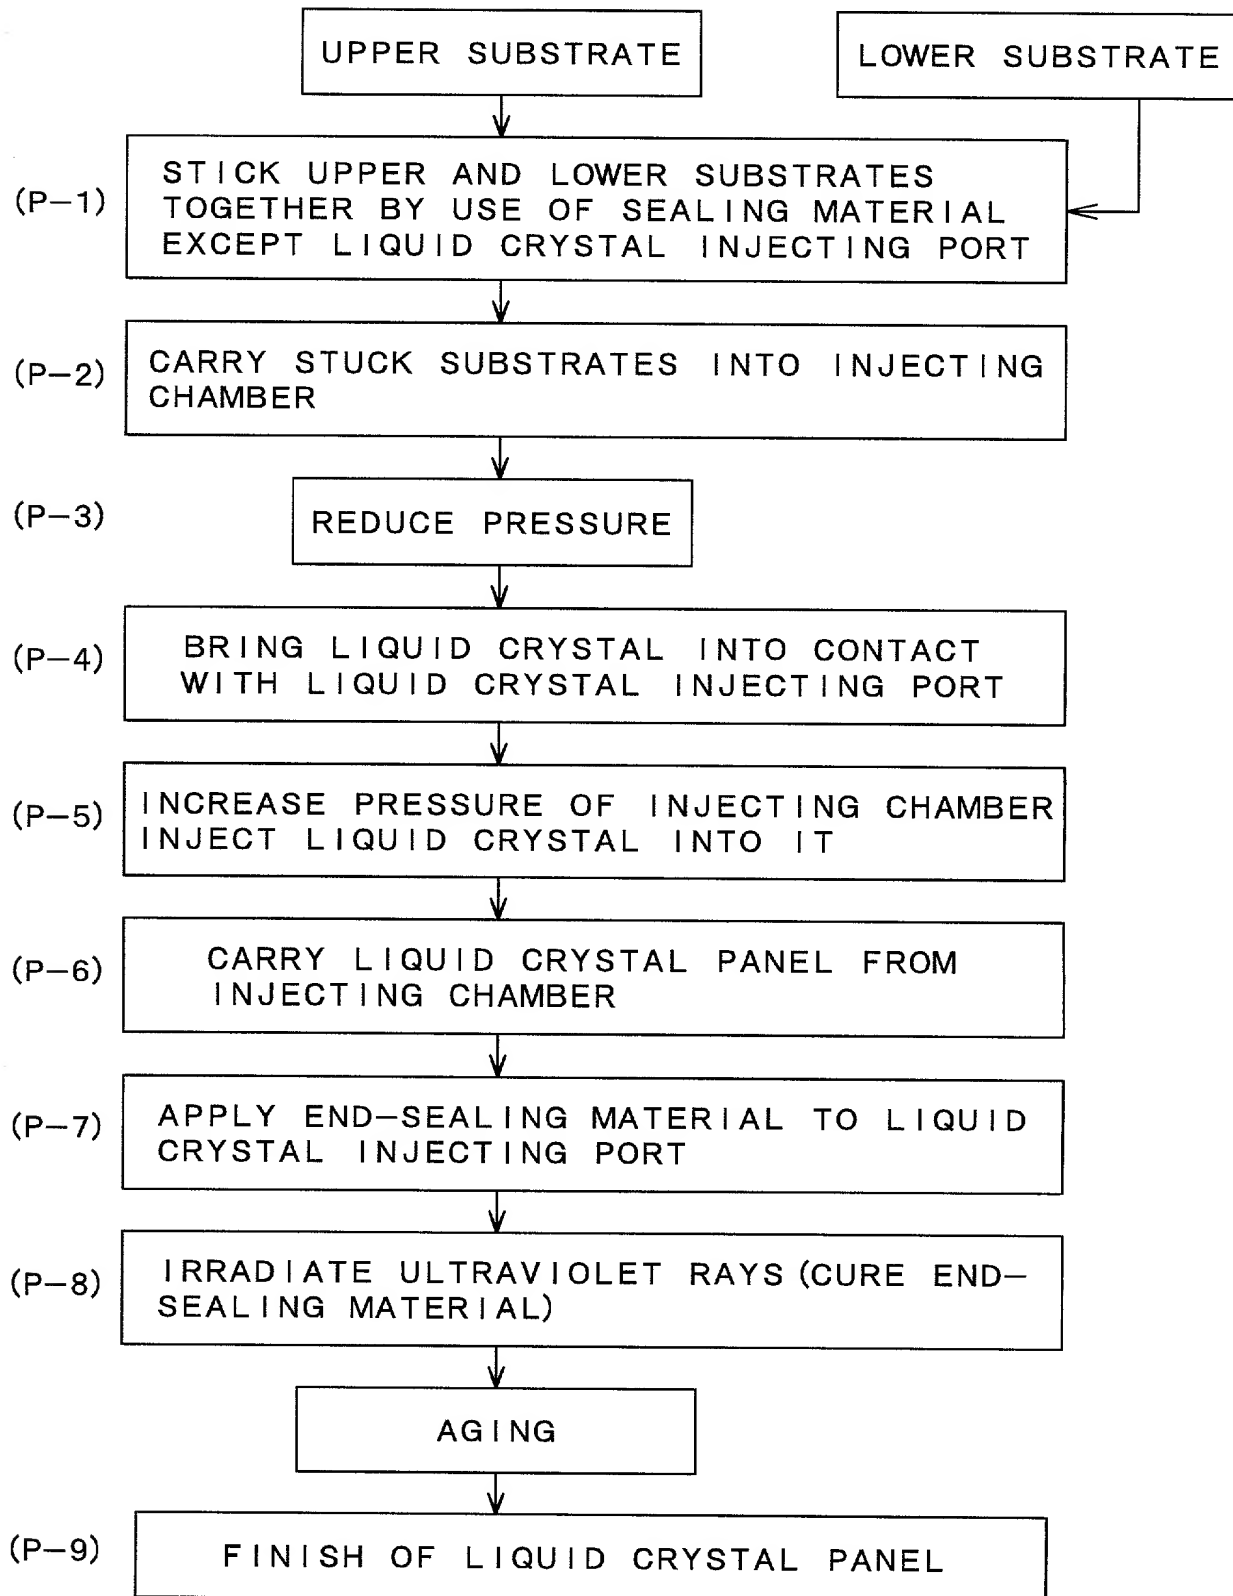 UPPER SUBSTRATE
LOWER SUBSTRATE
(P-1)
STICK UPPER AND LOWER SUBSTRATES
TOGETHER BY USE OF SEALING MATERIAL
EXCEPT LIQUID CRYSTAL INJECTING PORT
(P-2)
CARRY STUCK SUBSTRATES INTO INJECTING
CHAMBER
(P-3)
REDUCE PRESSURE
(P-4)
BRING LIQUID CRYSTAL INTO CONTACT
WITH LIQUID CRYSTAL INJECTING PORT
(P-5)
INCREASE PRESSURE OF INJECTING CHAMBER
INJECT LIQUID CRYSTAL INTO IT
(P-6)
CARRY LIQUID CRYSTAL PANEL FROM
INJECTING CHAMBER
(P-7)
APPLY END-SEALING MATERIAL TO LIQUID
CRYSTAL INJECTING PORT
(P-8)
IRRADIATE ULTRAVIOLET RAYS (CURE END-
SEALING MATERIAL)
AGING
(P-9)
FINISH OF LIQUID CRYSTAL PANEL